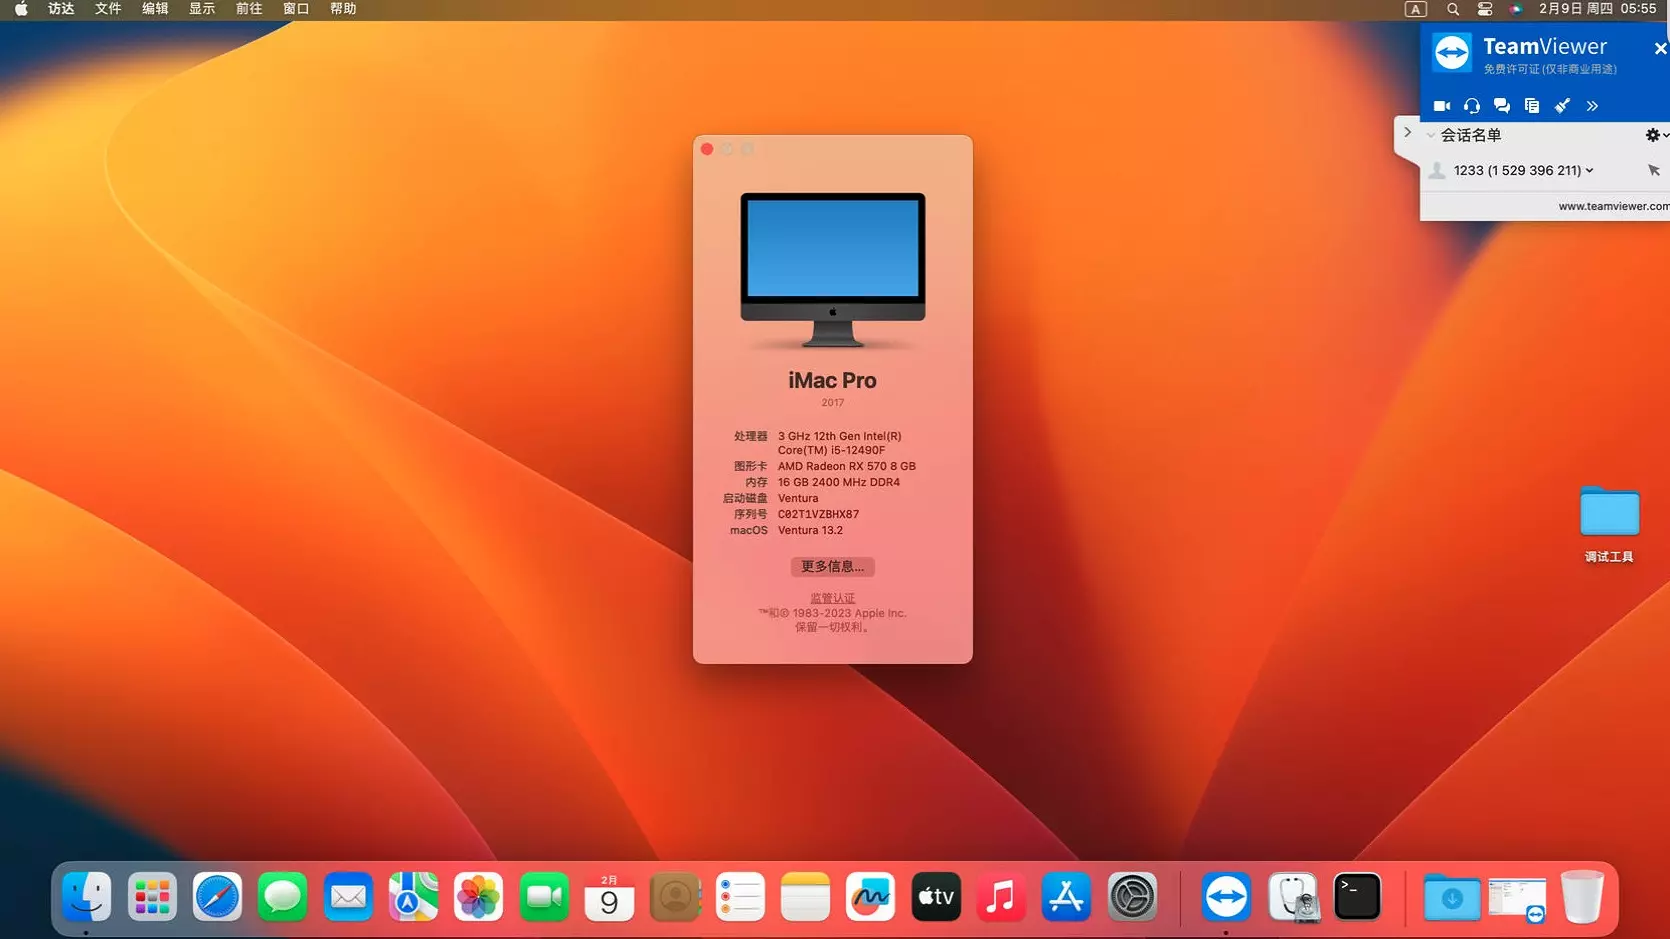 访达 文件 编辑 显示 前往 窗口 帮助
A 2月9日 周四 05:55
TeamViewer
免费许可证(仅非商业用途)
会话名单
1233 (1 529 396 211)
www.teamviewer.com
iMac Pro
2017
处理器 3 GHz 12th Gen Intel(R)
Core(TM) i5-12490F
图形卡 AMD Radeon RX 570 8 GB
内存 16 GB 2400 MHz DDR4
启动磁盘 Ventura
序列号 C02T1VZBHX87
macOS Ventura 13.2
更多信息...
监管认证
™和© 1983-2023 Apple Inc.
保留一切权利。
调试工具
2月
9
tv
>_